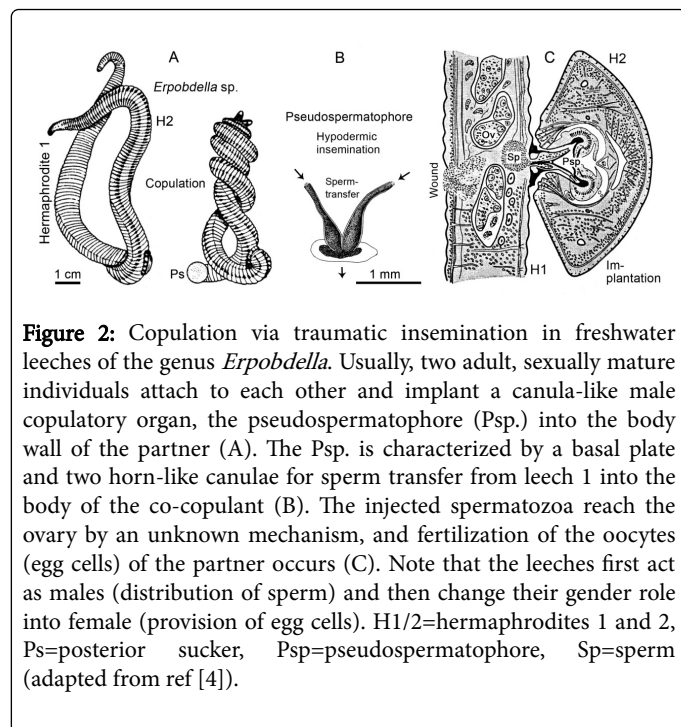 A
B
C
H2
Erpobdella sp.
H2
Pseudospermatophore
Hypodermic
insemination
Hermaphrodite 1
Copulation
Sperm-
transfer
Ov
Sp
Psp.
Wound
Ps
1 cm
1 mm
H1
Im-
plantation
Figure 2: Copulation via traumatic insemination in freshwater
leeches of the genus Erpobdella. Usually, two adult, sexually mature
individuals attach to each other and implant a canula-like male
copulatory organ, the pseudospermatophore (Psp.) into the body
wall of the partner (A). The Psp. is characterized by a basal plate
and two horn-like canulae for sperm transfer from leech 1 into the
body of the co-copulant (B). The injected spermatozoa reach the
ovary by an unknown mechanism, and fertilization of the oocytes
(egg cells) of the partner occurs (C). Note that the leeches first act
as males (distribution of sperm) and then change their gender role
into female (provision of egg cells). H1/2=hermaphrodites 1 and 2,
Ps=posterior sucker, Psp=pseudospermatophore, Sp=sperm
(adapted from ref [4]).